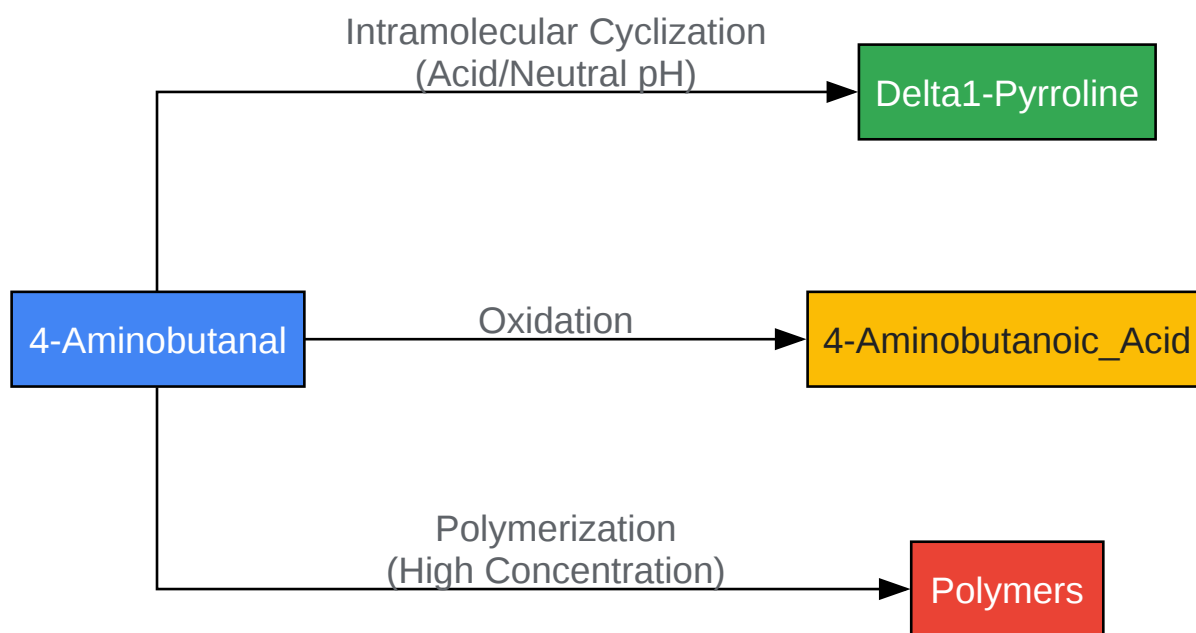 Intramolecular Cyclization
(Acid/Neutral pH)
Delta1-Pyrroline
4-Aminobutanal
Oxidation
4-Aminobutanoic_Acid
Polymerization
(High Concentration)
Polymers